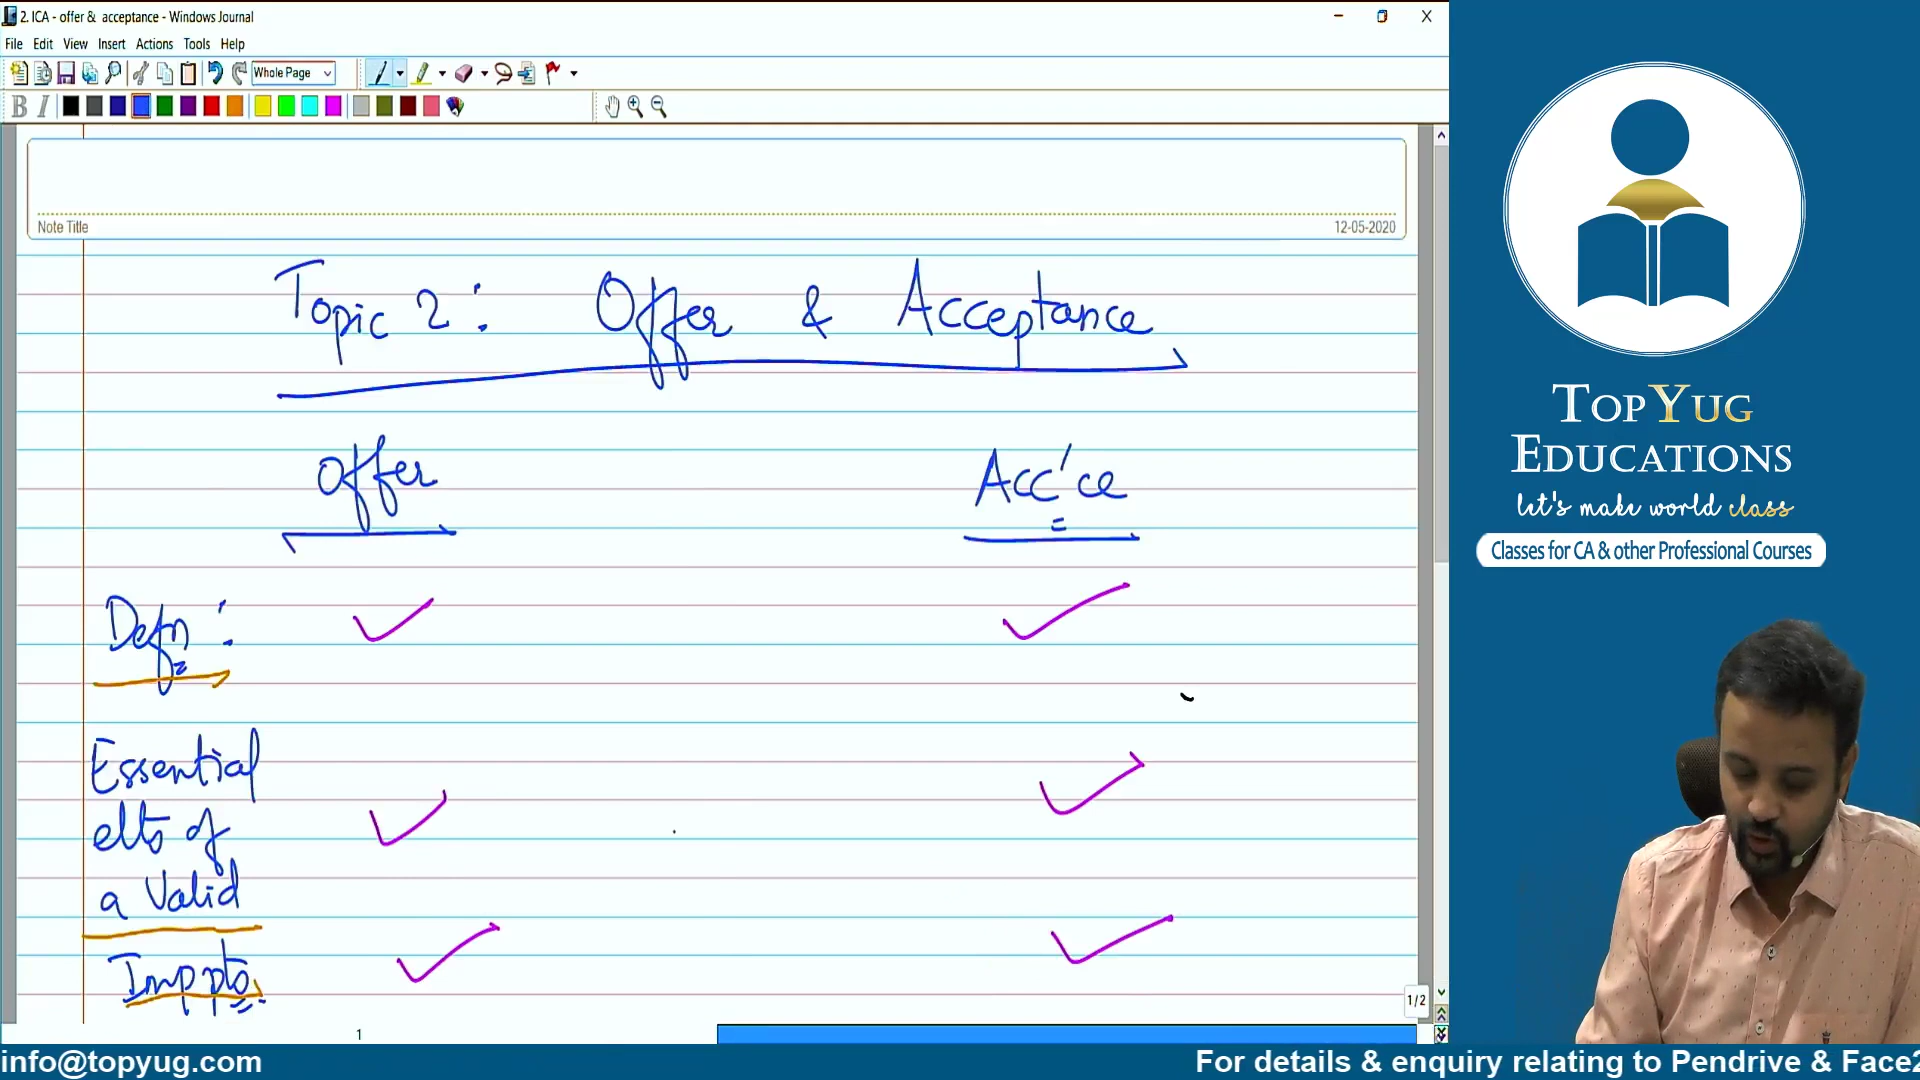 2. ICA - offer & acceptance - Windows Journal
File Edit View Insert Actions Tools Help
Whole Page
B I
Note Title
12-05-2020
Topic 2: Offer & Acceptance
Offer Acc'ce
Defn:
Essential
elts of
a Valid
Imp pts
1/2
1
TOPYUG
EDUCATIONS
let's make world class
Classes for CA & other Professional Courses
info@topyug.com For details & enquiry relating to Pendrive & Face2